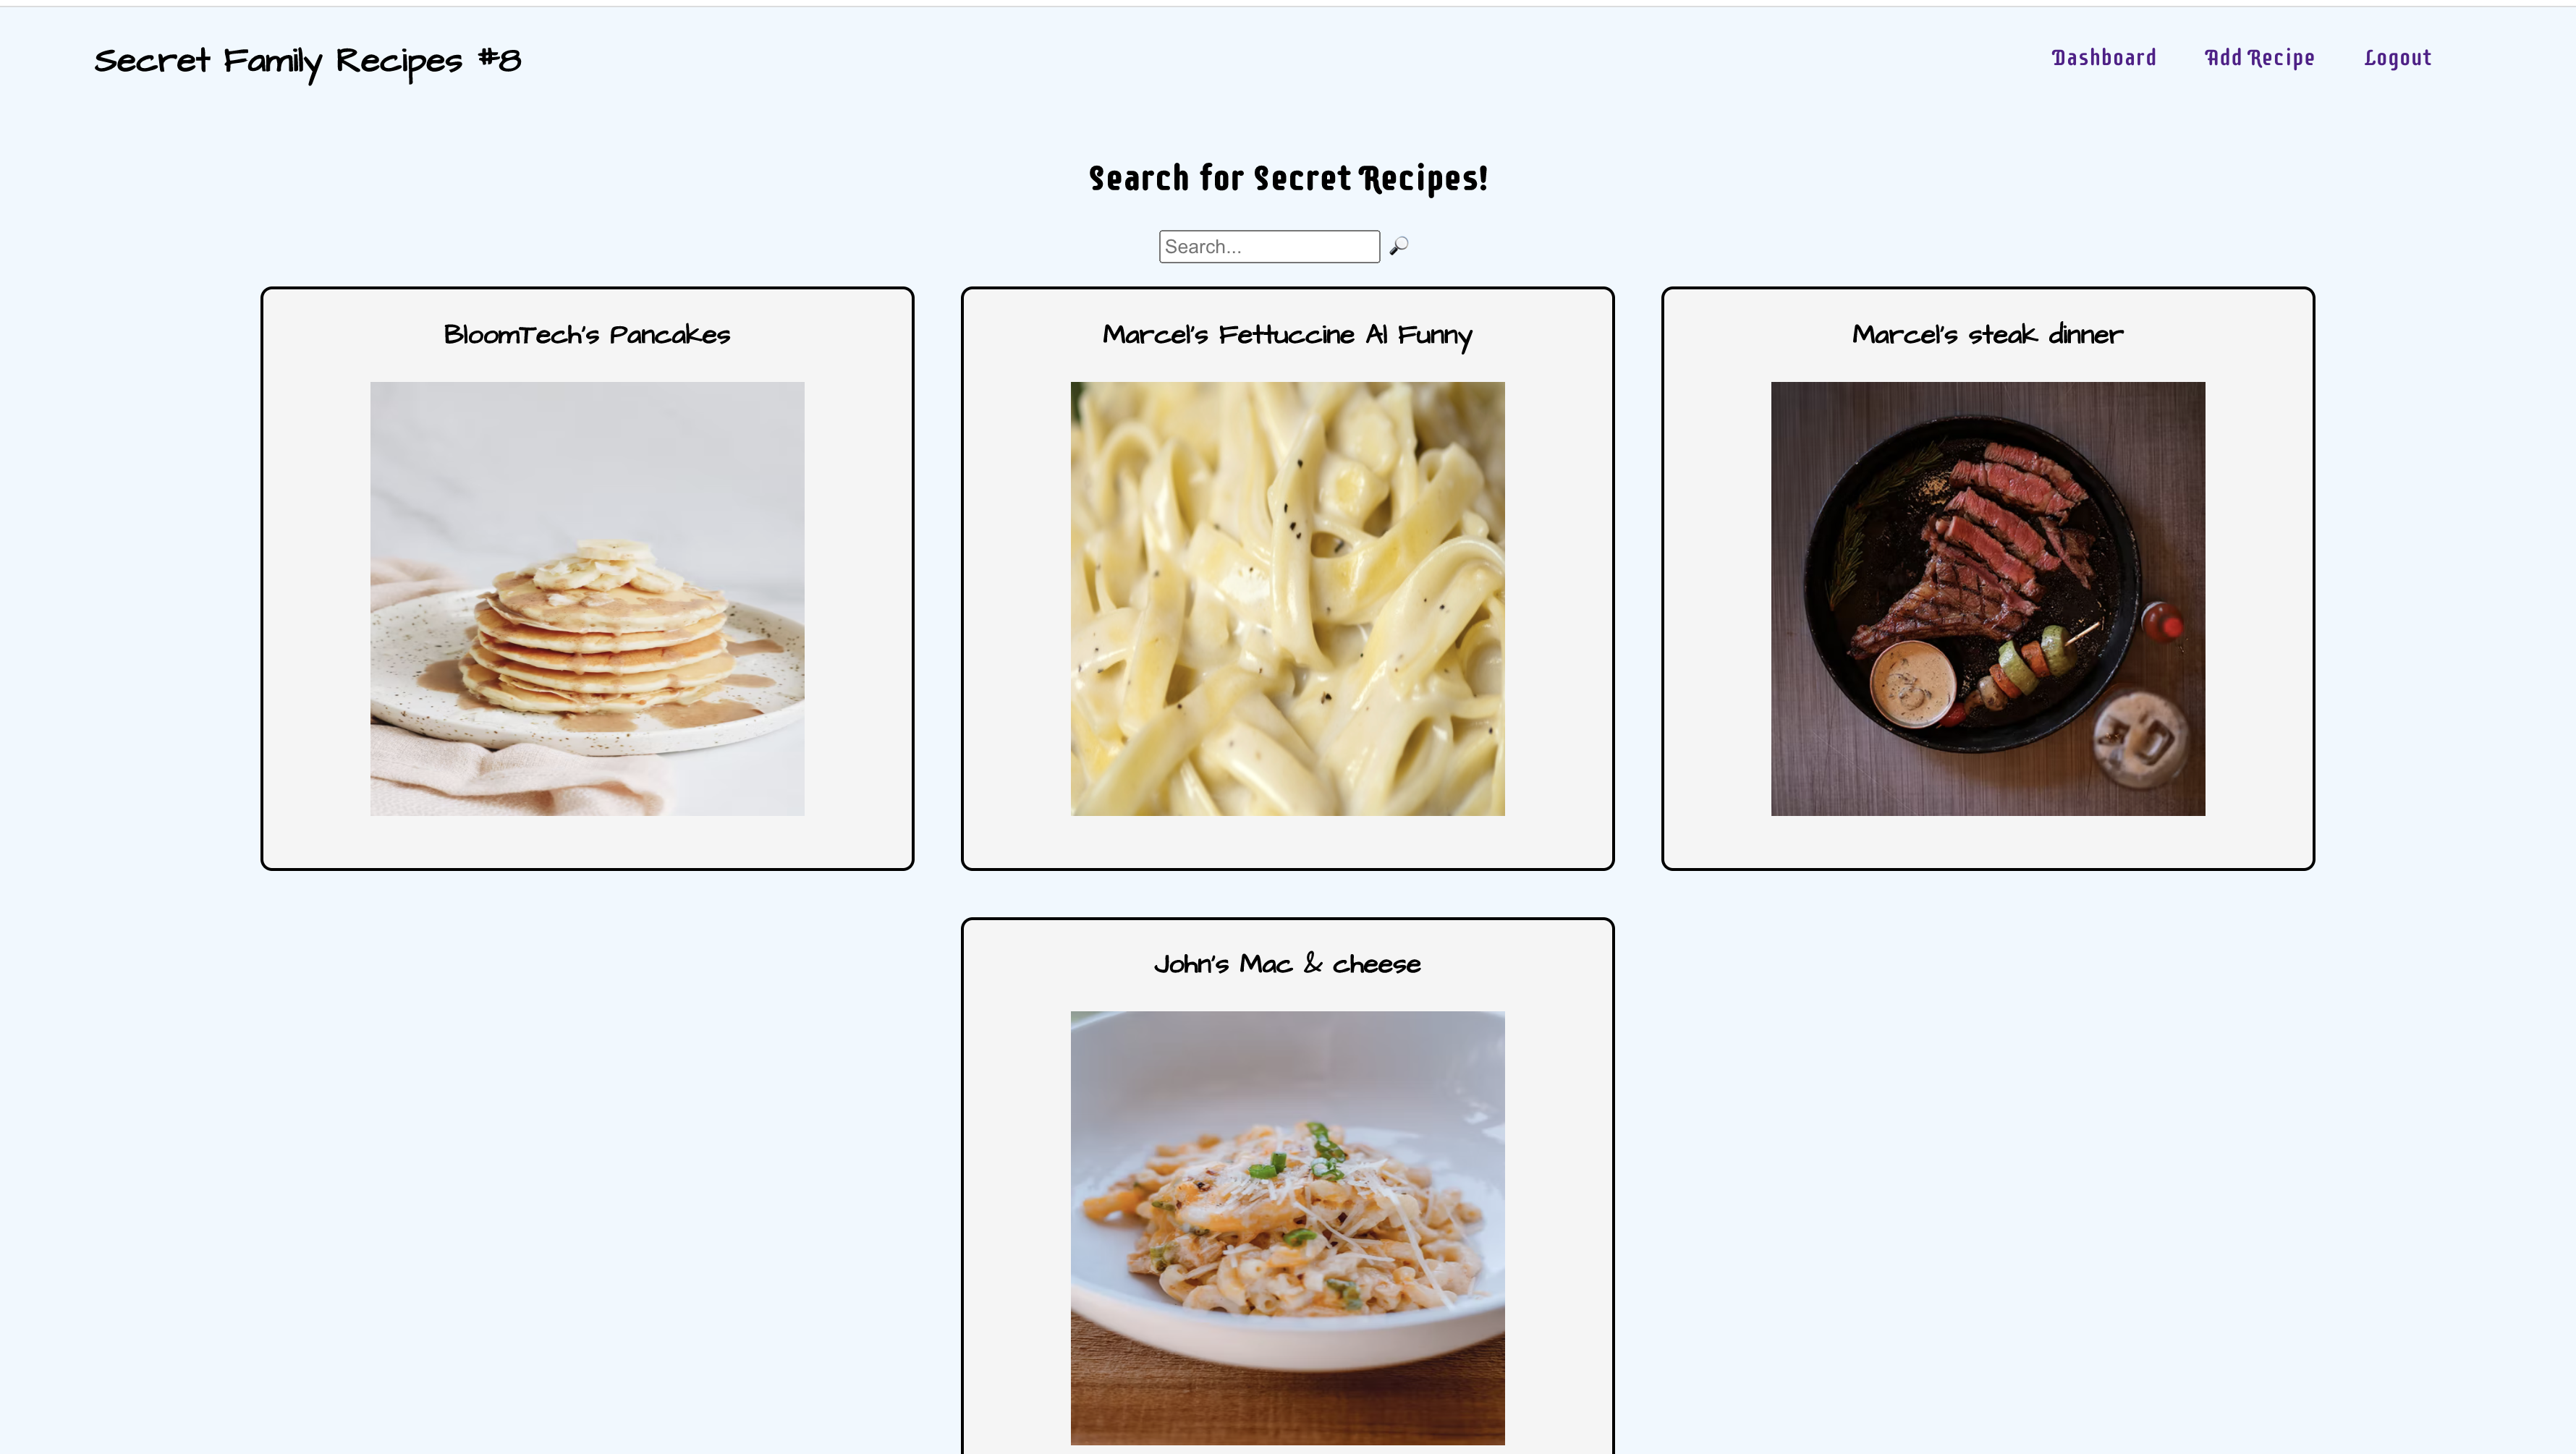 Secret Family Recipes #8
Dashboard Add Recipe Logout
Search for Secret Recipes!
Search...
BloomTech's Pancakes
Marcel's Fettuccine Al Funny
Marcel's steak dinner
John's Mac & cheese